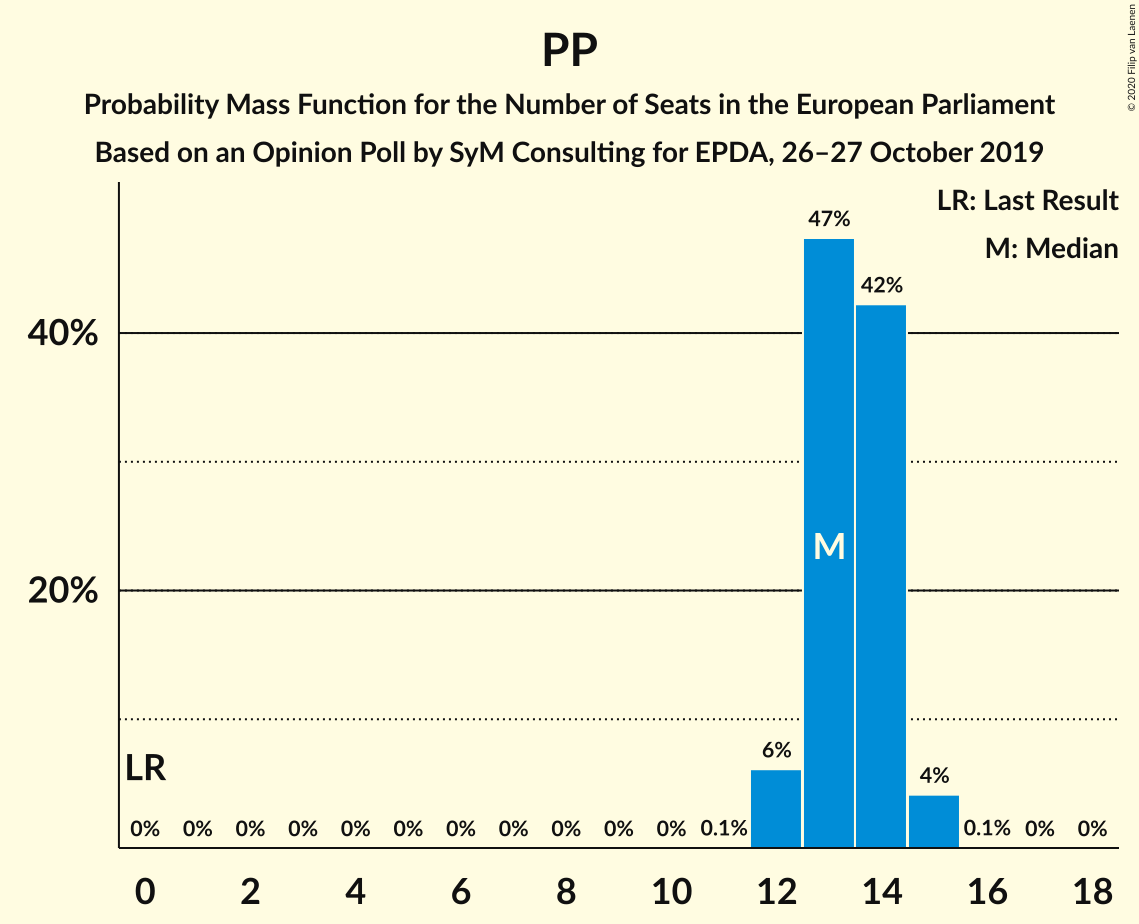 PP
Probability Mass Function for the Number of Seats in the European Parliament
Based on an Opinion Poll by SyM Consulting for EPDA, 26–27 October 2019
© 2020 Filip van Laenen
LR: Last Result
M: Median
47%
42%
40%
M
20%
6%
4%
LR
0% 0% 0% 0% 0% 0% 0% 0% 0% 0% 0% 0.1% 0.1% 0% 0%
0 2 4 6 8 10 12 14 16 18